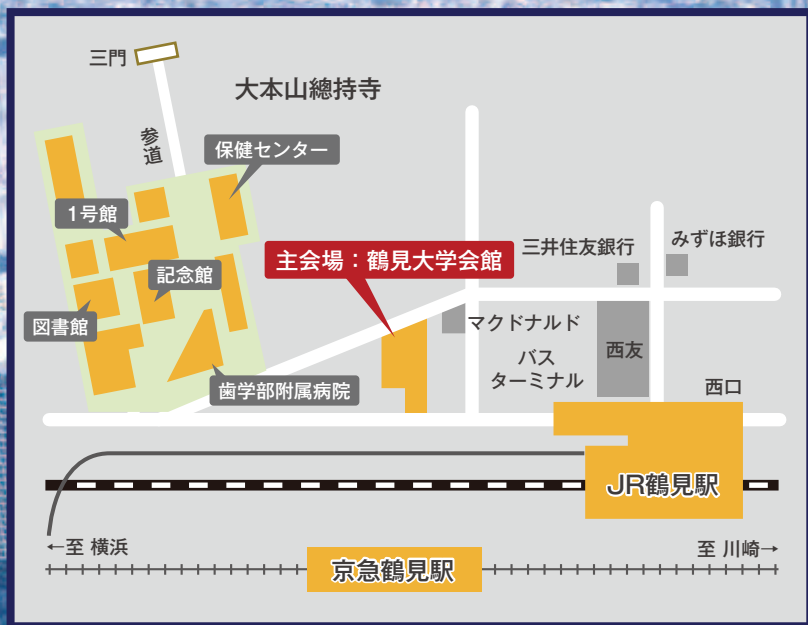 三門
大本山總持寺
参道
保健センター
1号館
三井住友銀行
みずほ銀行
主会場：鶴見大学会館
記念館
図書館
マクドナルド
バス
ターミナル
西友
歯学部附属病院
西口
JR鶴見駅
←至 横浜
至 川崎→
京急鶴見駅